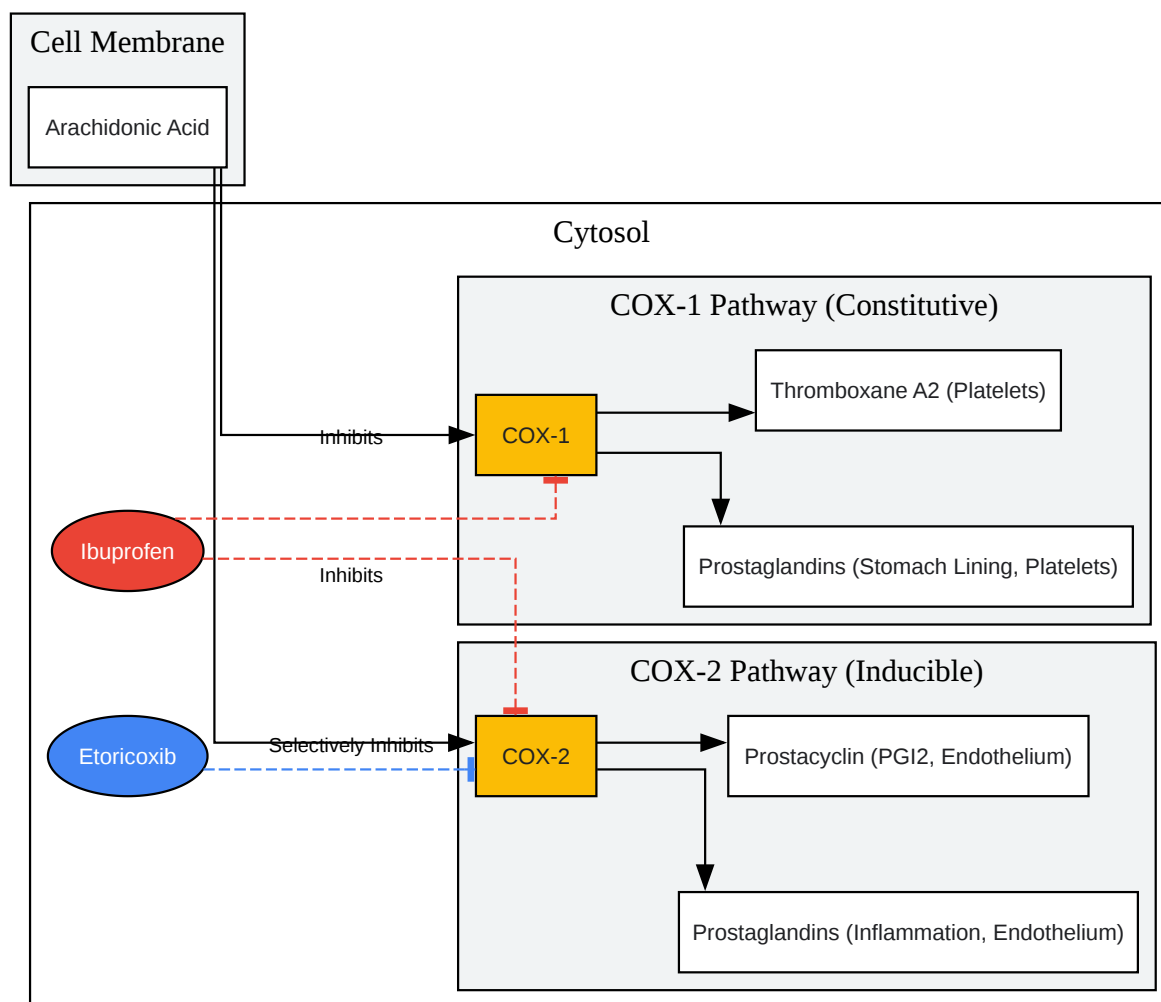 Cell Membrane
Arachidonic Acid
Cytosol
COX-1 Pathway (Constitutive)
Thromboxane A2 (Platelets)
Inhibits
COX-1
Ibuprofen
Prostaglandins (Stomach Lining, Platelets)
Inhibits
COX-2 Pathway (Inducible)
Etoricoxib
Selectively Inhibits
COX-2
Prostacyclin (PGI2, Endothelium)
Prostaglandins (Inflammation, Endothelium)